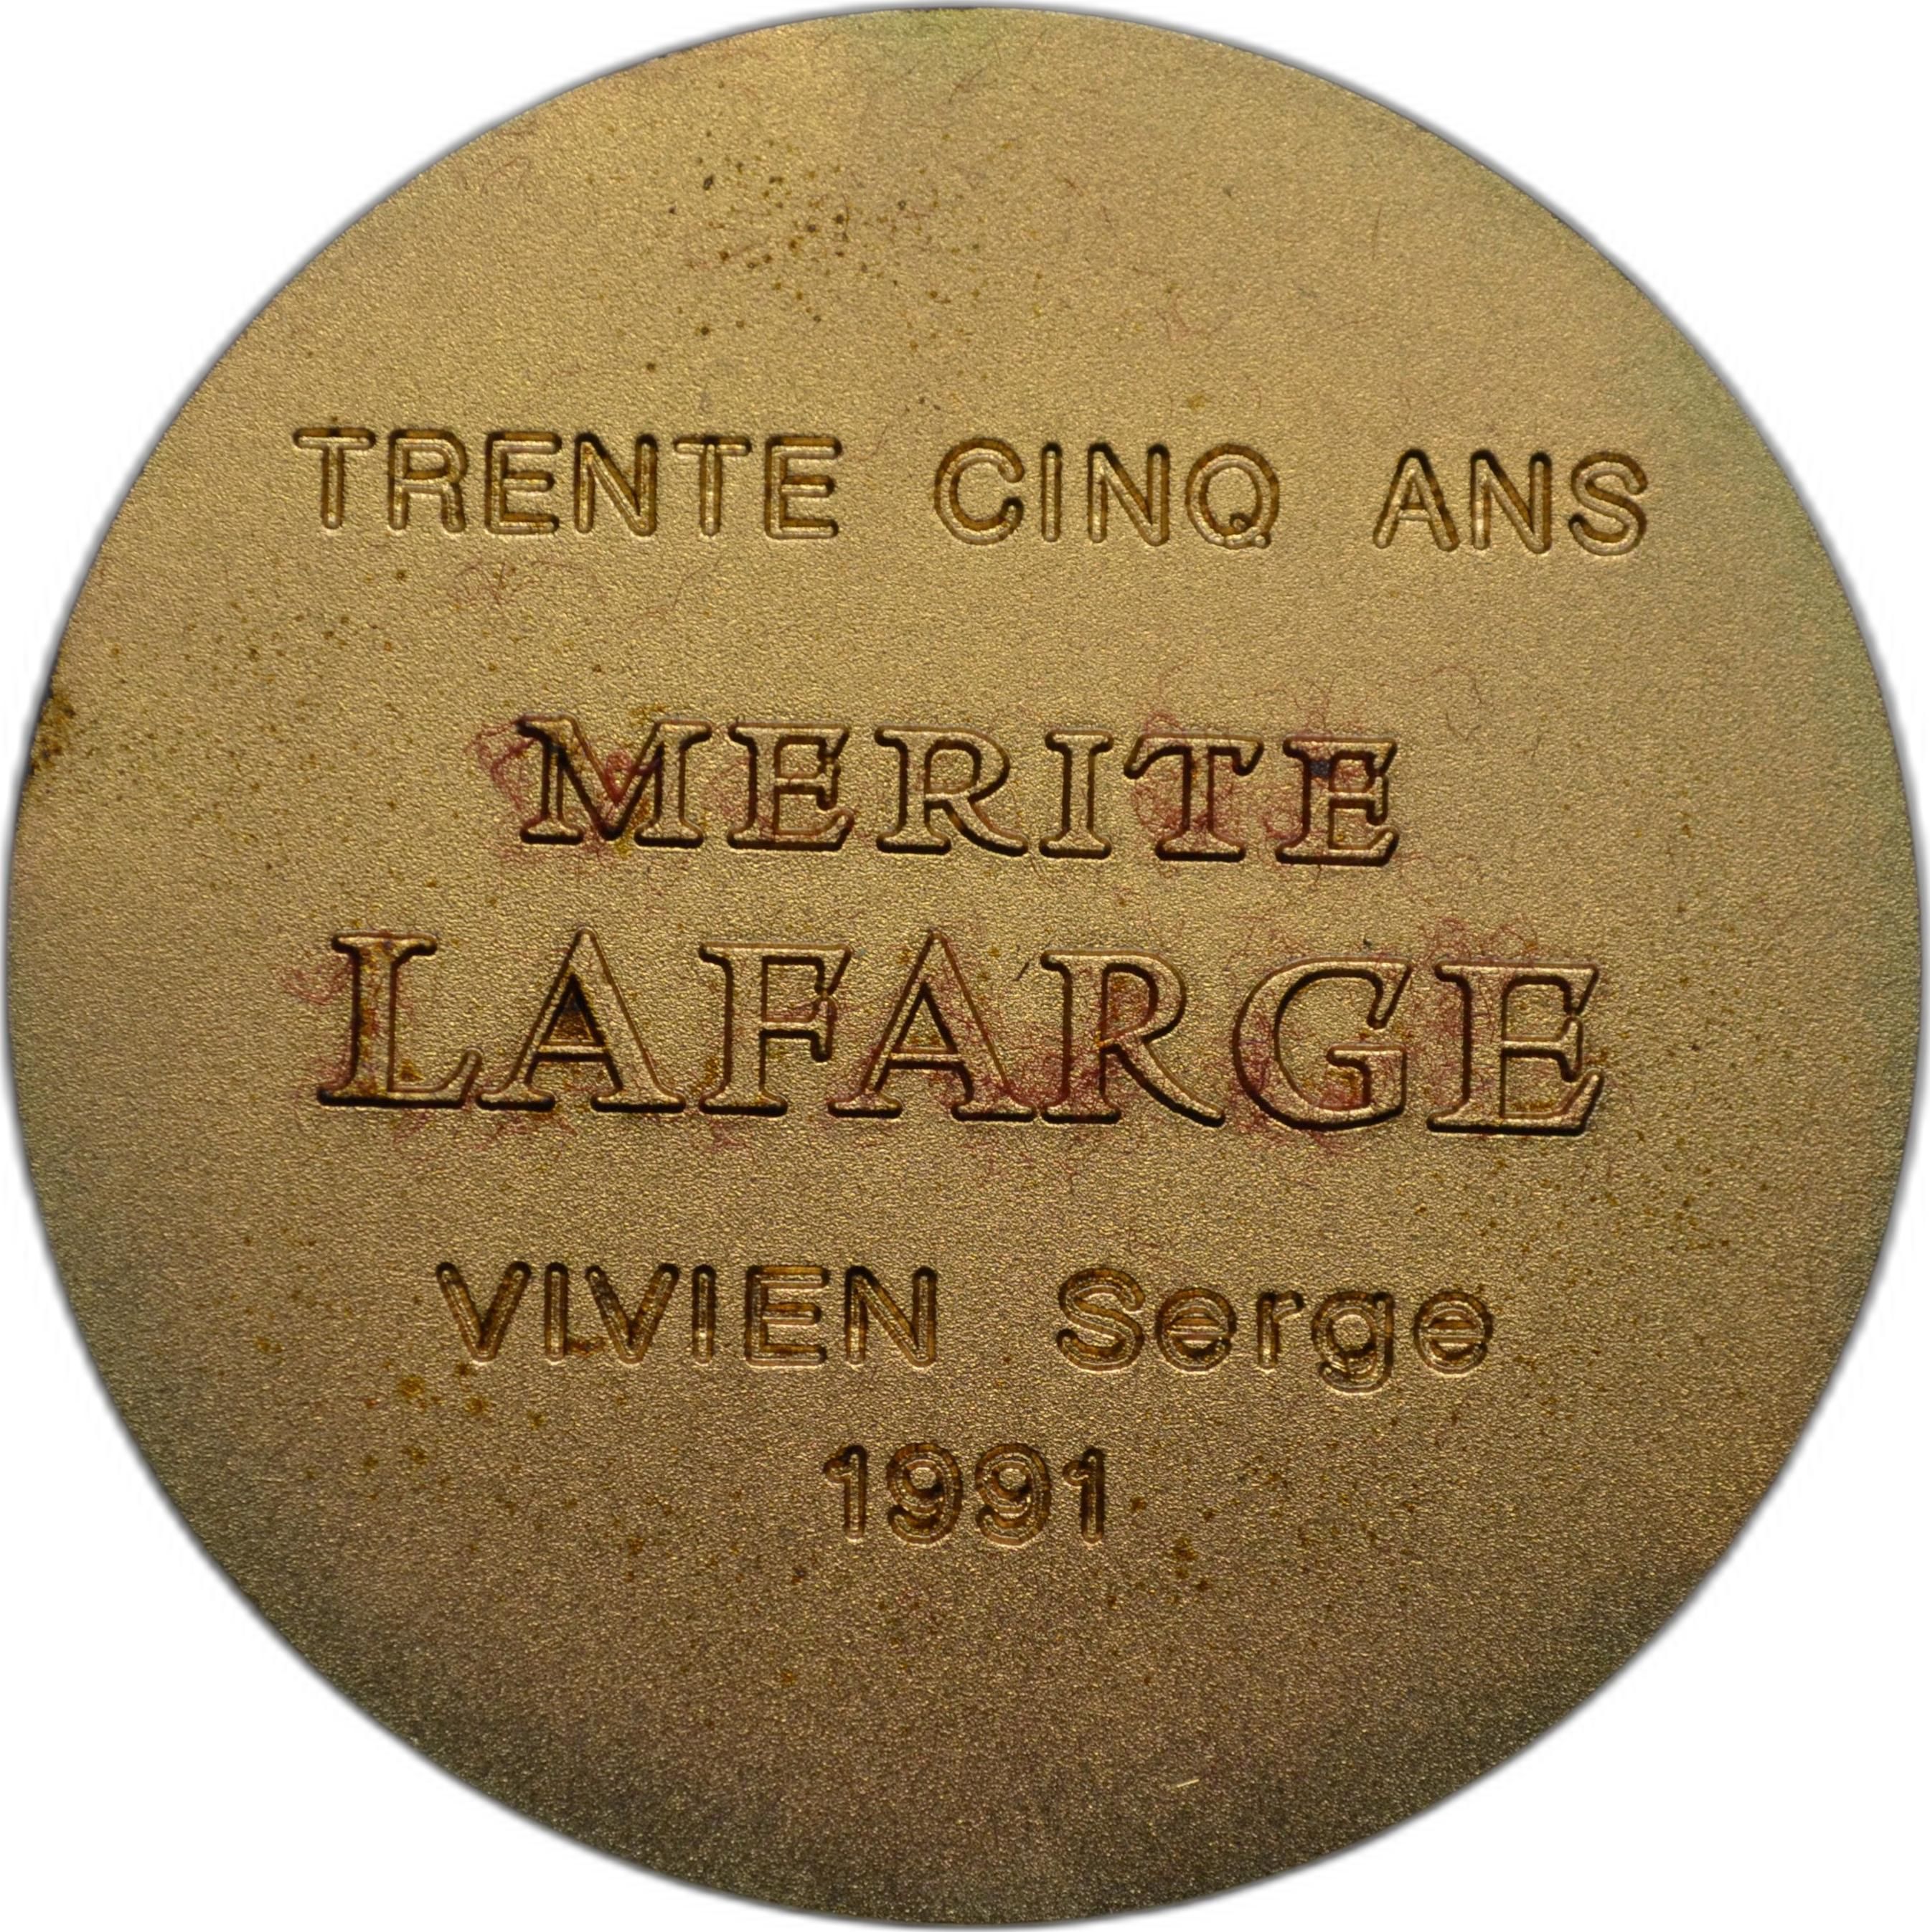 TRENTE CINQ ANS
MERITE
LAFARGE
VIVIEN Serge
1991